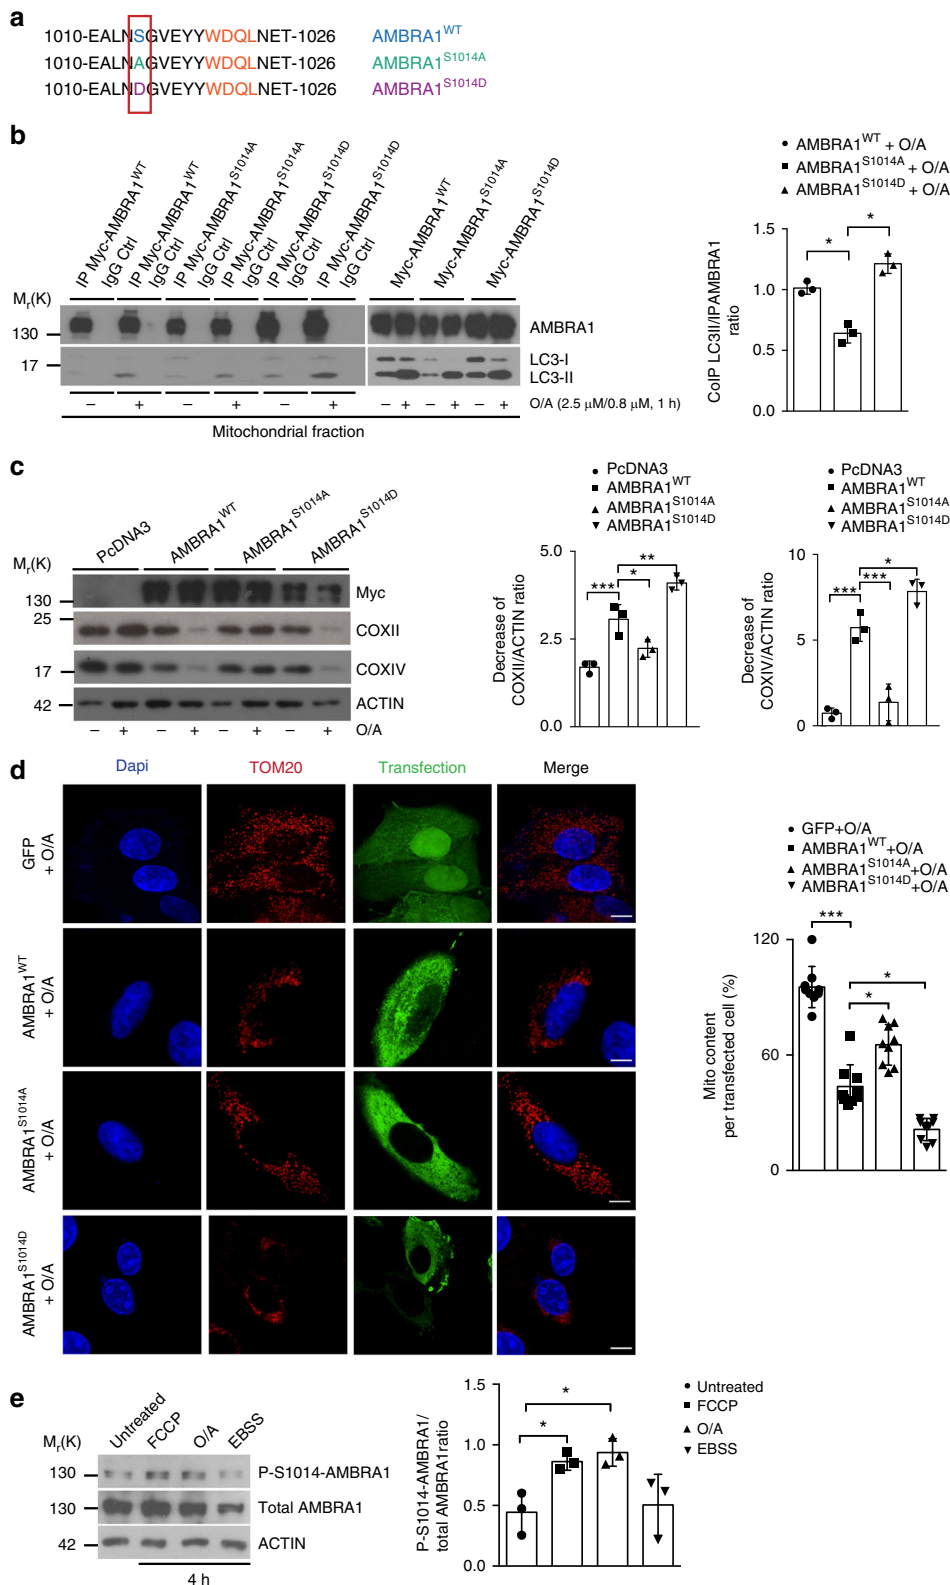 a
1010-EALNSGVEYYWDQLNET-1026 AMBRA1WT
1010-EALNAGVEYYWDQLNET-1026 AMBRA1S1014A
1010-EALNDGVEYYWDQLNET-1026 AMBRA1S1014D
b
IP Myc-AMBRA1WT
IgG Ctrl
IP Myc-AMBRA1WT
IgG Ctrl
IP Myc-AMBRA1S1014A
IgG Ctrl
IP Myc-AMBRA1S1014A
IgG Ctrl
IP Myc-AMBRA1S1014D
IgG Ctrl
IP Myc-AMBRA1S1014D
IgG Ctrl
Myc-AMBRA1WT
Myc-AMBRA1S1014A
Myc-AMBRA1S1014D
Mr(K)
130
17
AMBRA1
LC3-I
LC3-II
– + – + – + – + – + – + O/A (2.5 μM/0.8 μM, 1 h)
Mitochondrial fraction
AMBRA1WT + O/A
AMBRA1S1014A + O/A
AMBRA1S1014D + O/A
CoIP LC3II/IPAMBRA1
ratio
1.5
1.0
0.5
0.0
* *
c
PcDNA3
AMBRA1WT
AMBRA1S1014A
AMBRA1S1014D
Mr(K)
130
25
17
42
Myc
COXII
COXIV
ACTIN
– + – + – + – + O/A
PcDNA3
AMBRA1WT
AMBRA1S1014A
AMBRA1S1014D
Decrease of
COXII/ACTIN ratio
5.0
2.5
0.0
*** * **
PcDNA3
AMBRA1WT
AMBRA1S1014A
AMBRA1S1014D
Decrease of
COXIV/ACTIN ratio
10
5
0
*** *** *
d
Dapi TOM20 Transfection Merge
GFP
+ O/A
AMBRA1WT
+ O/A
AMBRA1S1014A
+ O/A
AMBRA1S1014D
+ O/A
GFP+O/A
AMBRA1WT+O/A
AMBRA1S1014A+O/A
AMBRA1S1014D+O/A
Mito content
per transfected cell (%)
120
60
0
*** * *
e
Untreated
FCCP
O/A
EBSS
Mr(K)
130
130
42
P-S1014-AMBRA1
Total AMBRA1
ACTIN
4 h
P-S1014-AMBRA1/
total AMBRA1ratio
1.5
1.0
0.5
0.0
* *
Untreated
FCCP
O/A
EBSS